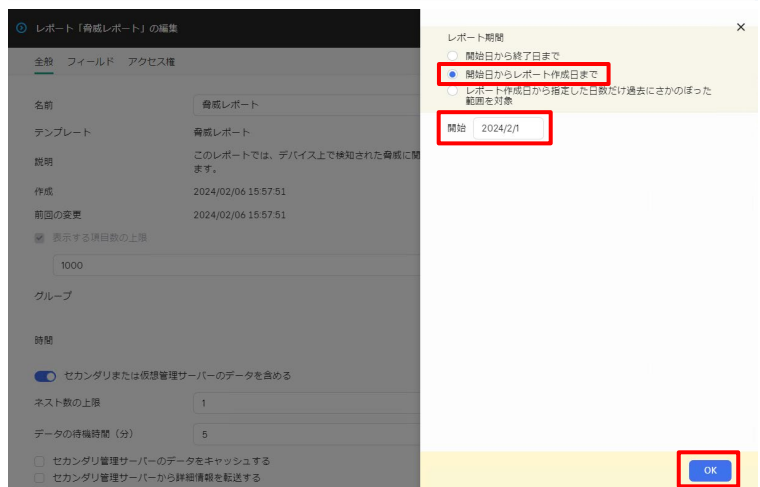 レポート「脅威レポート」の編集
全般 フィールド アクセス権
名前 脅威レポート
テンプレート 脅威レポート
説明 このレポートでは、デバイス上で検知された脅威に関
ます。
作成 2024/02/06 15:57:51
前回の変更 2024/02/06 15:57:51
表示する項目数の上限
1000
グループ
時間
セカンダリまたは仮想管理サーバーのデータを含める
ネスト数の上限 1
データの待機時間（分） 5
セカンダリ管理サーバーのデータをキャッシュする
セカンダリ管理サーバーから詳細情報を転送する
レポート期間
開始日から終了日まで
開始日からレポート作成日まで
レポート作成日から指定した日数だけ過去にさかのぼった
範囲を対象
開始 2024/2/1
OK